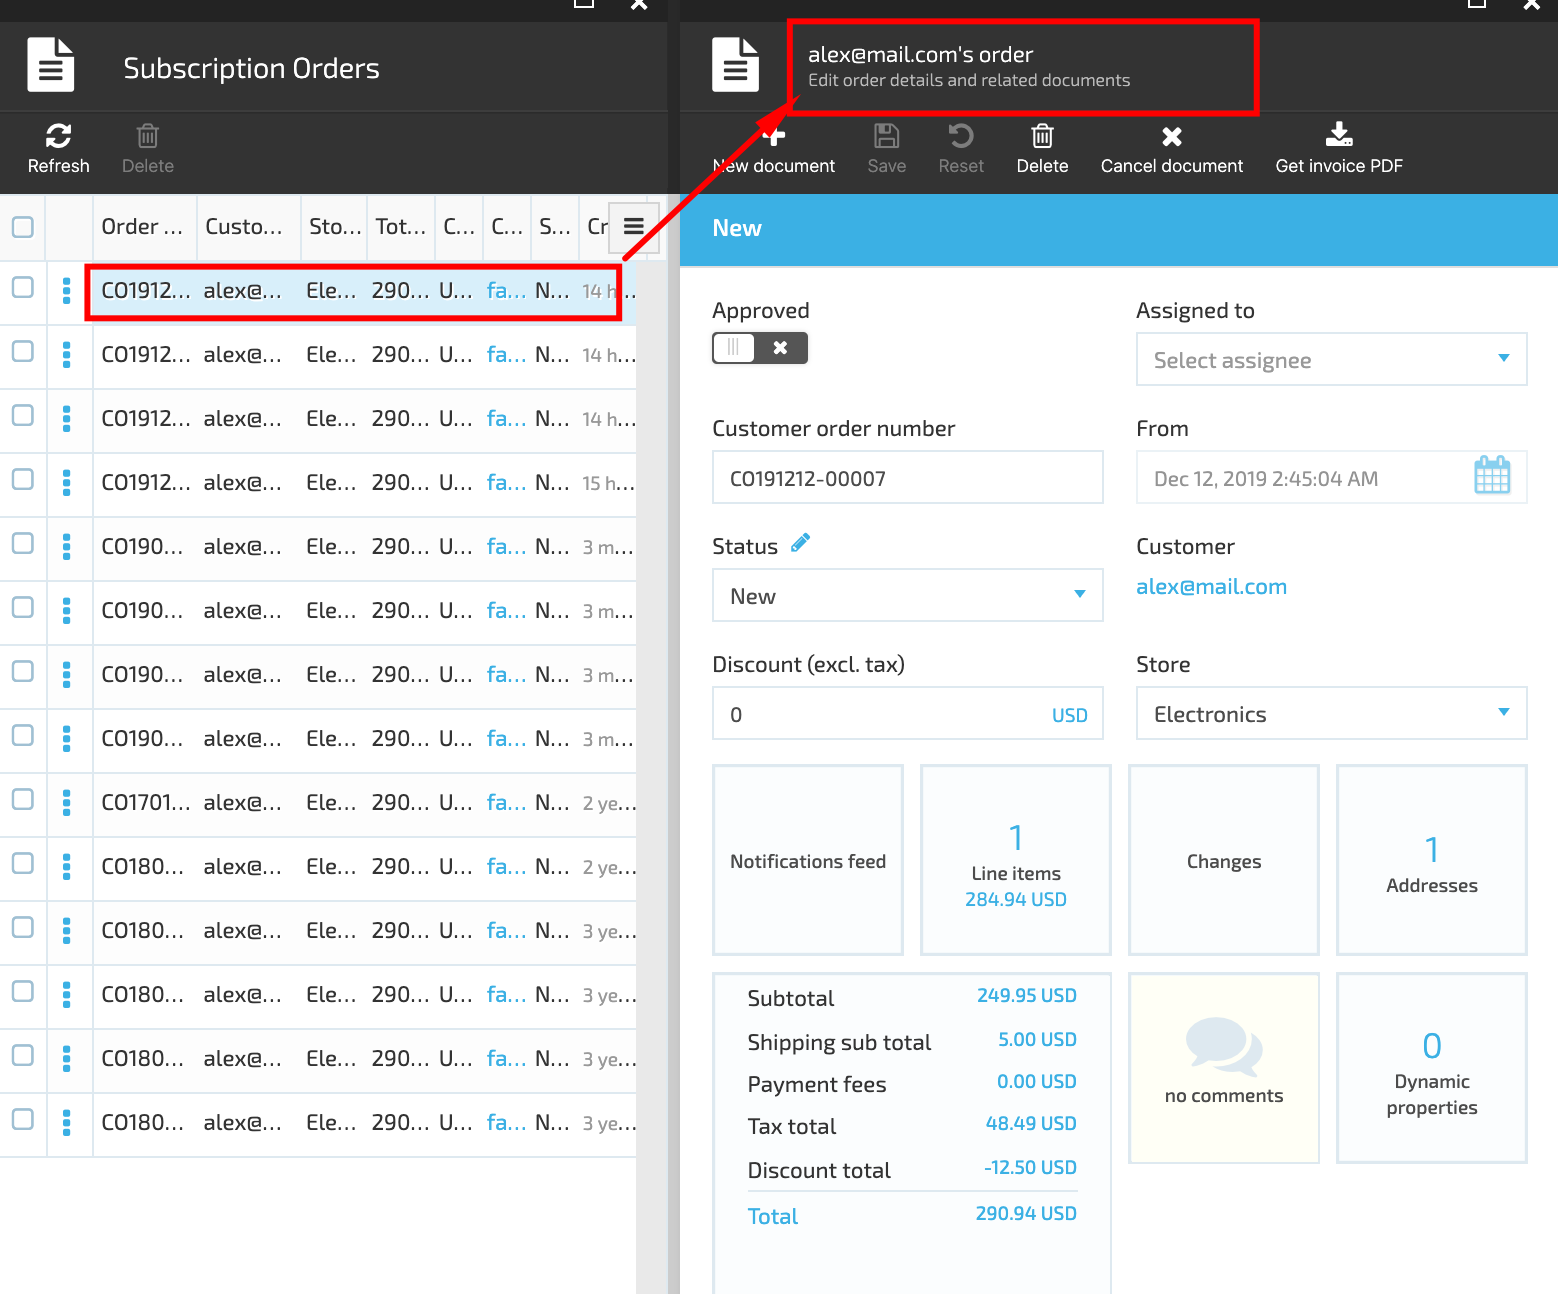 Subscription Orders
Refresh
Delete
Order ... Custo... Sto... Tot... C... C... S... Cr
CO1912... alex@... Ele... 290... U... fa... N... 14 h...
CO1912... alex@... Ele... 290... U... fa... N... 14 h...
CO1912... alex@... Ele... 290... U... fa... N... 14 h...
CO1912... alex@... Ele... 290... U... fa... N... 15 h...
CO190... alex@... Ele... 290... U... fa... N... 3 m...
CO190... alex@... Ele... 290... U... fa... N... 3 m...
CO190... alex@... Ele... 290... U... fa... N... 3 m...
CO190... alex@... Ele... 290... U... fa... N... 3 m...
CO1701... alex@... Ele... 290... U... fa... N... 2 ye...
CO180... alex@... Ele... 290... U... fa... N... 2 ye...
CO180... alex@... Ele... 290... U... fa... N... 3 ye...
CO180... alex@... Ele... 290... U... fa... N... 3 ye...
CO180... alex@... Ele... 290... U... fa... N... 3 ye...
CO180... alex@... Ele... 290... U... fa... N... 3 ye...
alex@mail.com's order
Edit order details and related documents
New document
Save
Reset
Delete
Cancel document
Get invoice PDF
New
Approved
Assigned to
Select assignee
Customer order number
CO191212-00007
From
Dec 12, 2019 2:45:04 AM
Status
New
Customer
alex@mail.com
Discount (excl. tax)
0 USD
Store
Electronics
Notifications feed
1
Line items
284.94 USD
Changes
1
Addresses
Subtotal 249.95 USD
Shipping sub total 5.00 USD
Payment fees 0.00 USD
Tax total 48.49 USD
Discount total -12.50 USD
Total 290.94 USD
no comments
0
Dynamic
properties